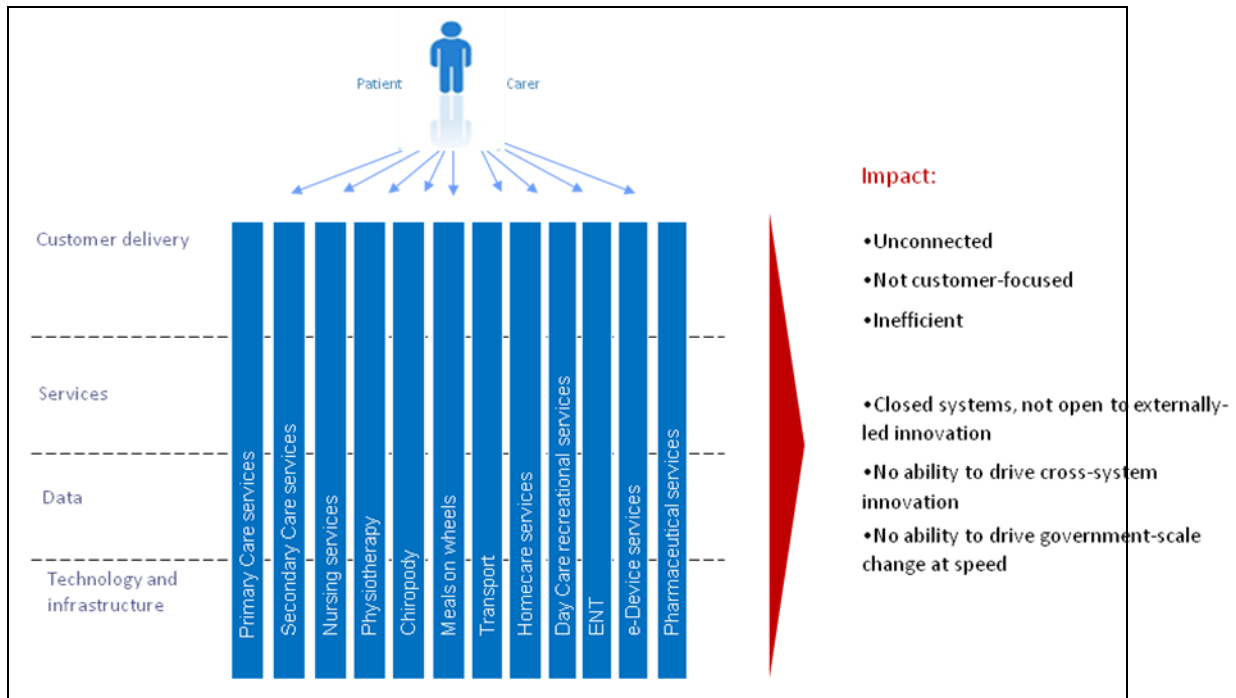 Patient
Carer
Customer delivery
Services
Data
Technology and
infrastructure
Primary Care services
Secondary Care services
Nursing services
Physiotherapy
Chiropody
Meals on wheels
Transport
Homecare services
Day Care recreational services
ENT
e-Device services
Pharmaceutical services
Impact:
•Unconnected
•Not customer-focused
•Inefficient
•Closed systems, not open to externally-
led innovation
•No ability to drive cross-system
innovation
•No ability to drive government-scale
change at speed